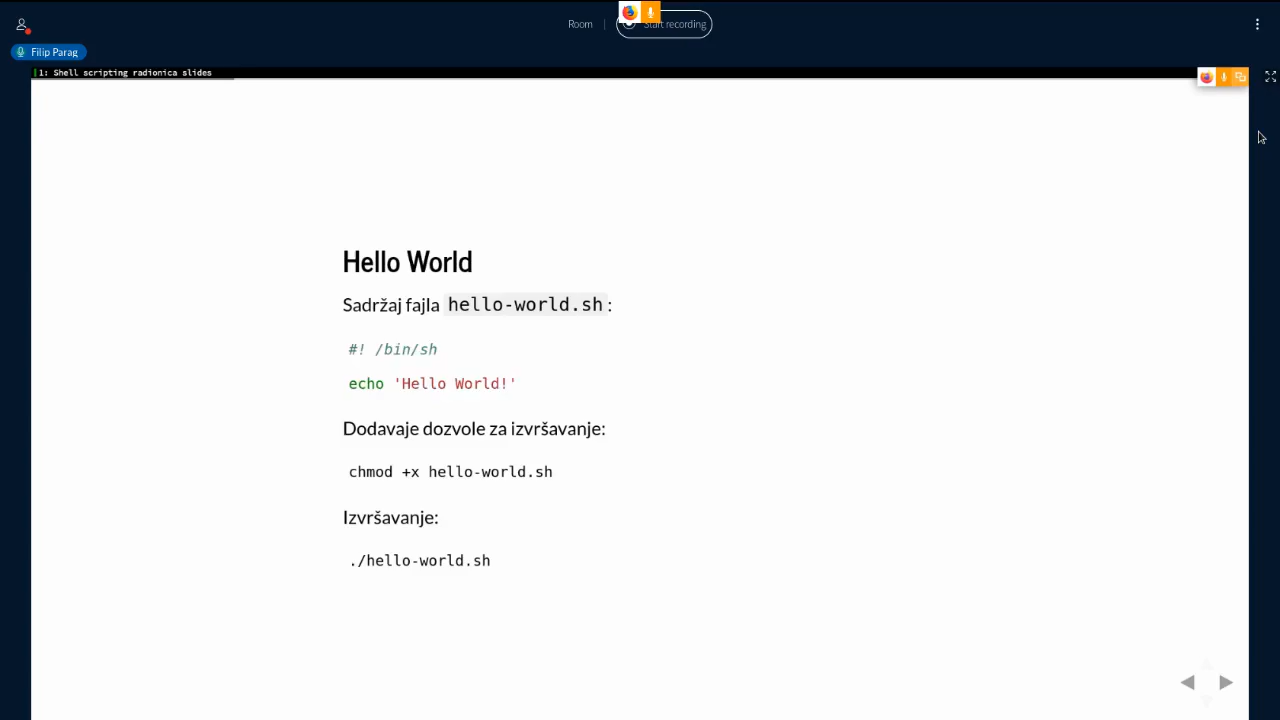 Room
Start recording
Filip Parag
1: Shell scripting radionica slides
Hello World
Sadržaj fajla hello-world.sh:
#! /bin/sh
echo 'Hello World!'
Dodavaje dozvole za izvršavanje:
chmod +x hello-world.sh
Izvršavanje:
./hello-world.sh